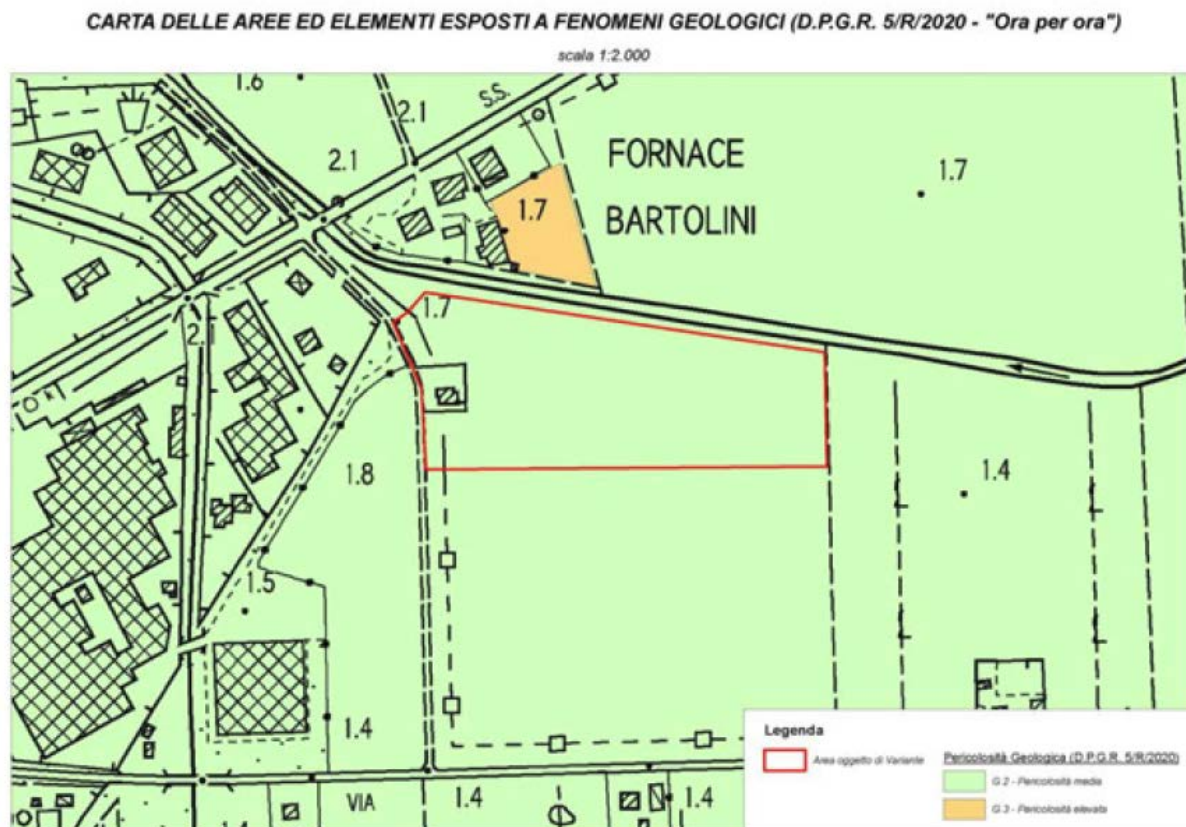 CARTA DELLE AREE ED ELEMENTI ESPOSTI A FENOMENI GEOLOGICI (D.P.G.R. 5/R/2020 - "Ora per ora")
scala 1:2.000
1.6
2.1
S.S.
2.1
FORNACE
1.7
1.7
BARTOLINI
1.7
2.1
1.8
1.4
1.5
1.4
VIA
1.4
1.4
Legenda
Area oggetto di Variante
Pericolosità Geologica (D.P.G.R. 5/R/2020)
G.2 - Pericolosità media
G.3 - Pericolosità elevata